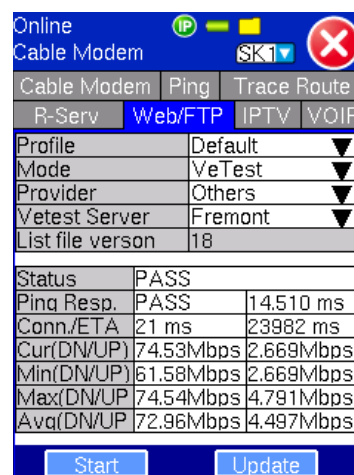 Online
IP
Cable Modem
SK1
Cable Modem Ping Trace Route
R-Serv Web/FTP IPTV VOIP
Profile Default
Mode VeTest
Provider Others
Vetest Server Fremont
List file verson 18
Status PASS
Ping Resp. PASS 14.510 ms
Conn./ETA 21 ms 23982 ms
Cur(DN/UP) 74.53Mbps 2.669Mbps
Min(DN/UP) 61.58Mbps 2.669Mbps
Max(DN/UP 74.54Mbps 4.791Mbps
Avg(DN/UP 72.96Mbps 4.497Mbps
Start Update